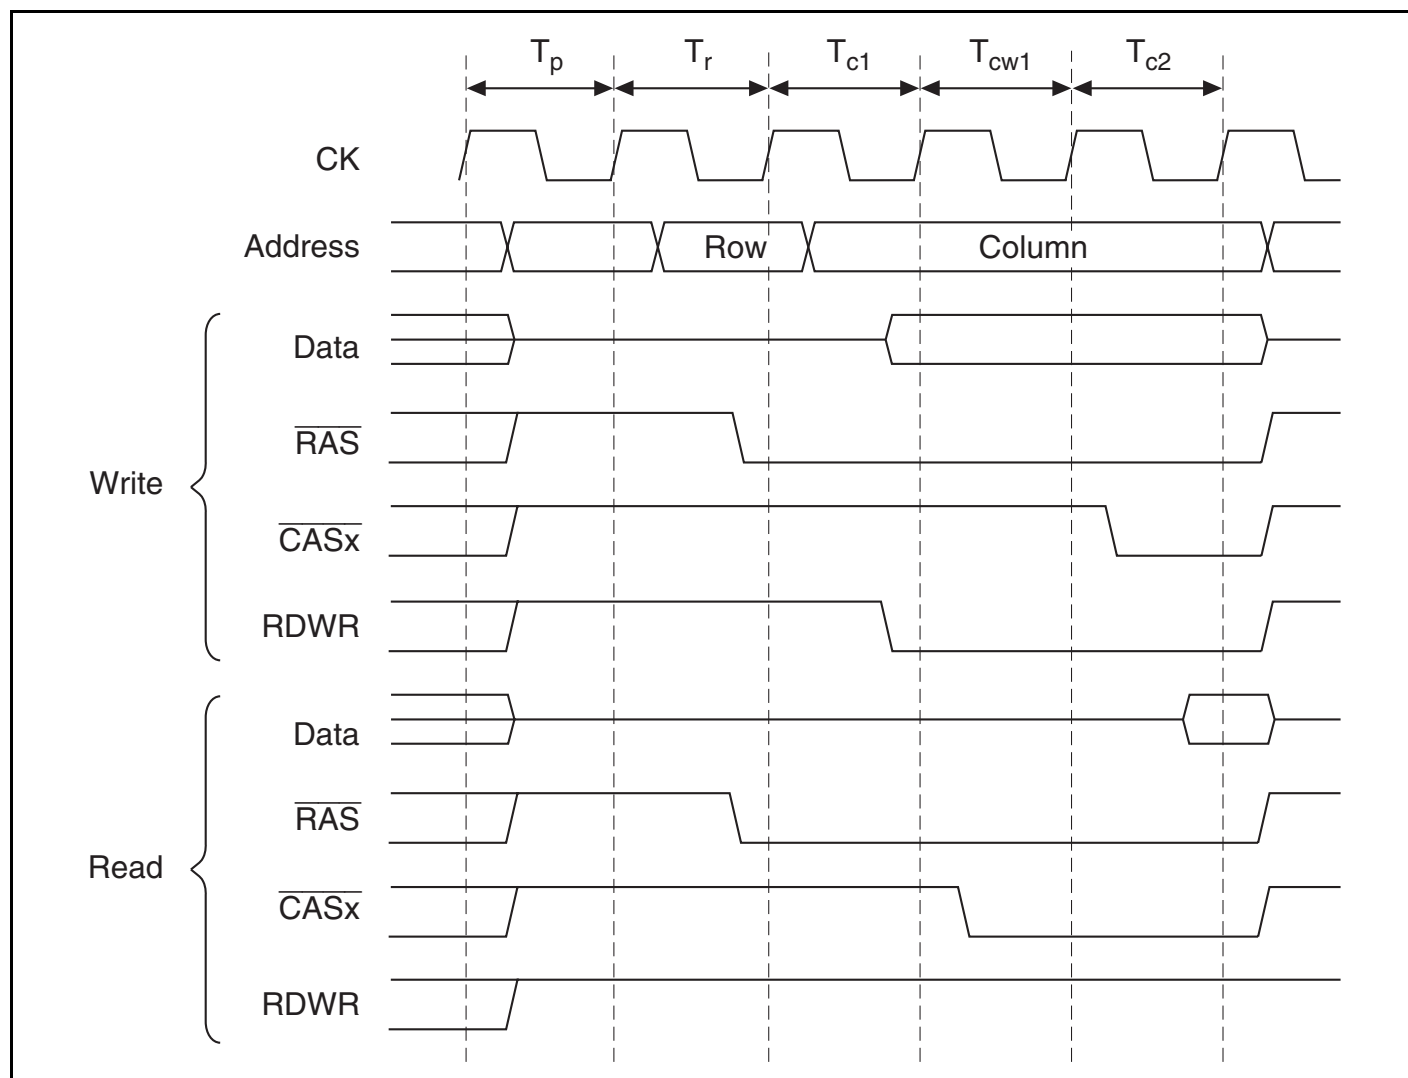 Tp Tr Tc1 Tcw1 Tc2
CK
Address Row Column
Data
RAS
Write
CASx
RDWR
Data
RAS
Read
CASx
RDWR